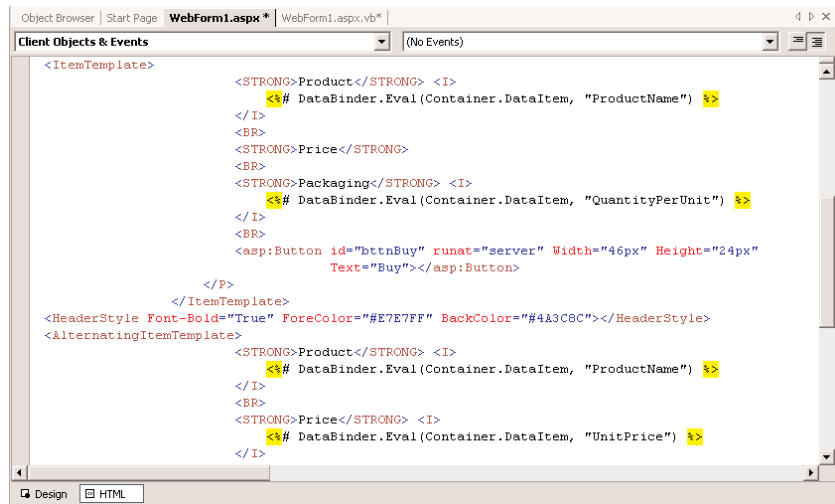 Object Browser | Start Page | WebForm1.aspx * | WebForm1.aspx.vb* |
Client Objects & Events (No Events)
<ItemTemplate>
<STRONG>Product</STRONG> <I>
<%# DataBinder.Eval(Container.DataItem, "ProductName") %>
</I>
<BR>
<STRONG>Price</STRONG>
<BR>
<STRONG>Packaging</STRONG> <I>
<%# DataBinder.Eval(Container.DataItem, "QuantityPerUnit") %>
</I>
<BR>
<asp:Button id="bttnBuy" runat="server" Width="46px" Height="24px"
Text="Buy"></asp:Button>
</P>
</ItemTemplate>
<HeaderStyle Font-Bold="True" ForeColor="#E7E7FF" BackColor="#4A3C8C"></HeaderStyle>
<AlternatingItemTemplate>
<STRONG>Product</STRONG> <I>
<%# DataBinder.Eval(Container.DataItem, "ProductName") %>
</I>
<BR>
<STRONG>Price</STRONG> <I>
<%# DataBinder.Eval(Container.DataItem, "UnitPrice") %>
</I>
Design HTML